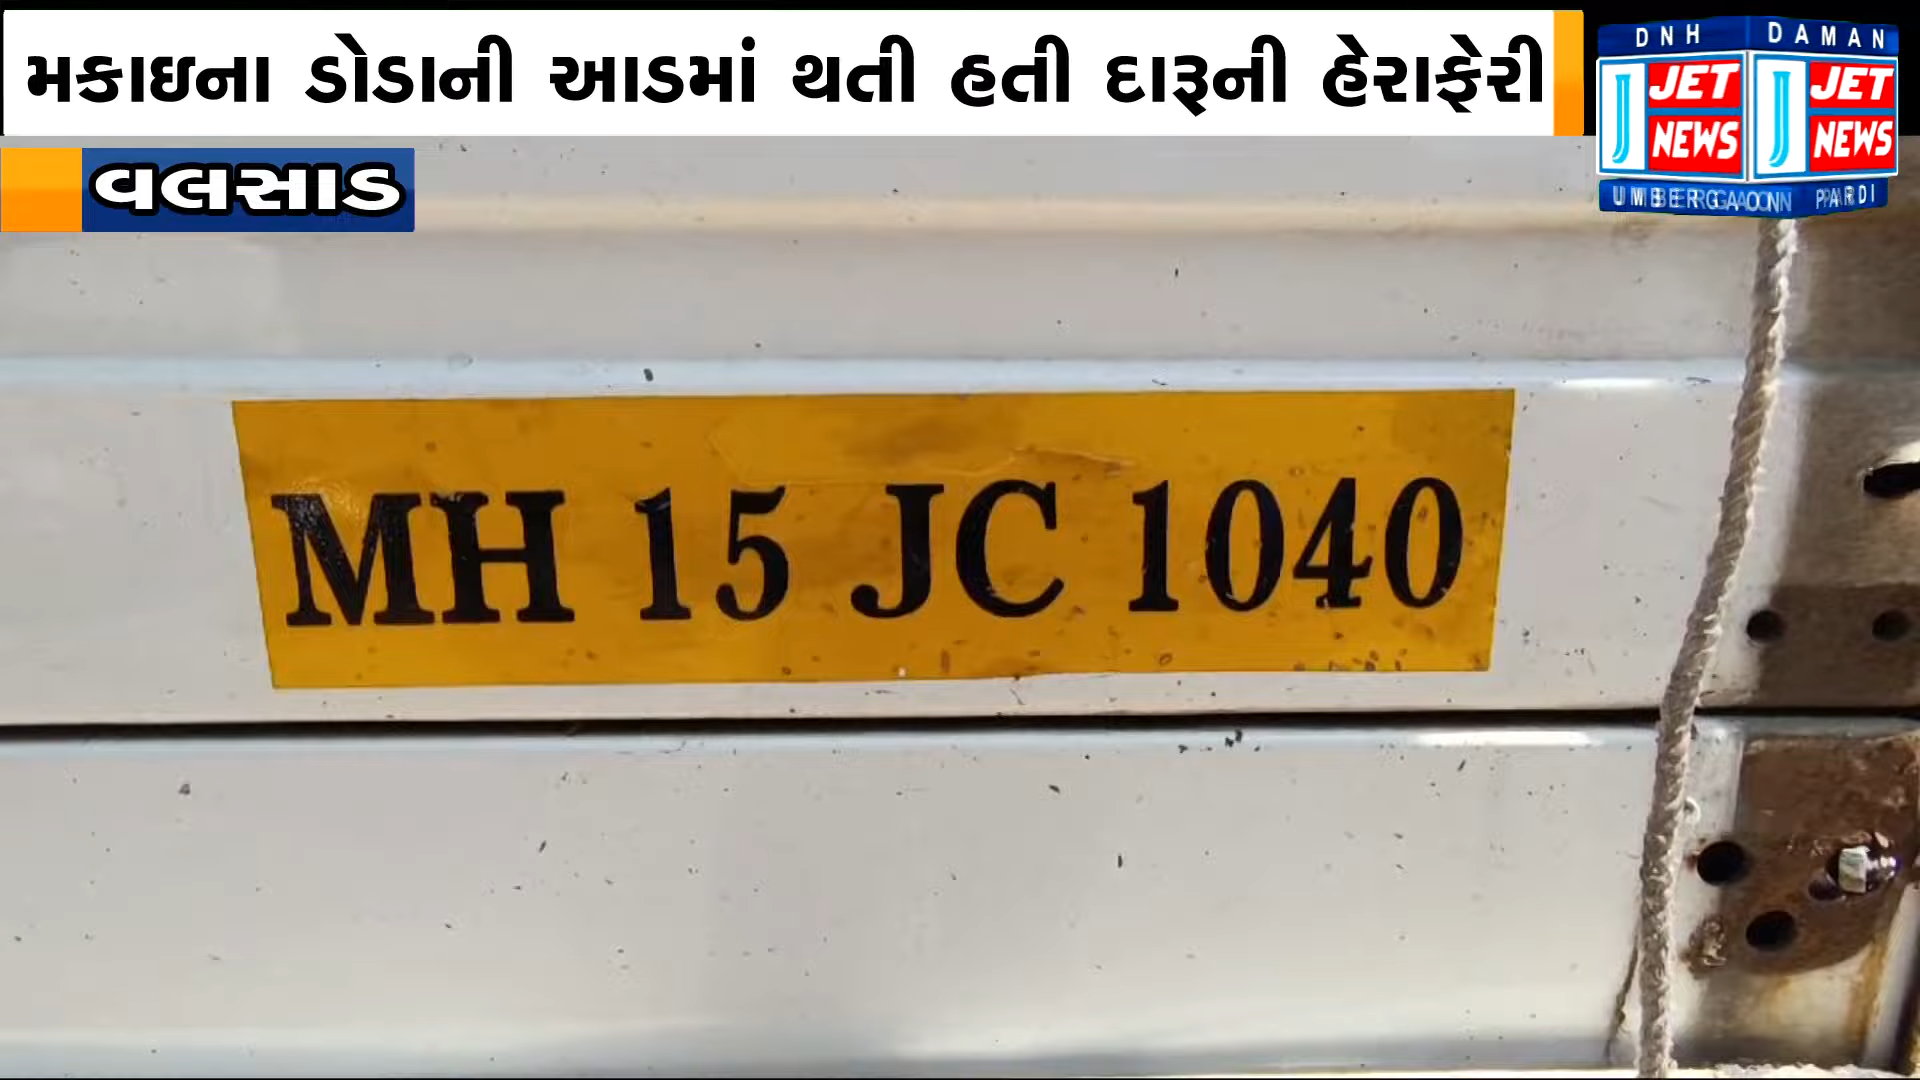 મકાઇના ડોડાની આડમાં થતી હતી દારૂની હેરાફેરી
DNH DAMAN
J JET NEWS J JET NEWS
UMBERGAON PARDI
વલસાડ
MH 15 JC 1040